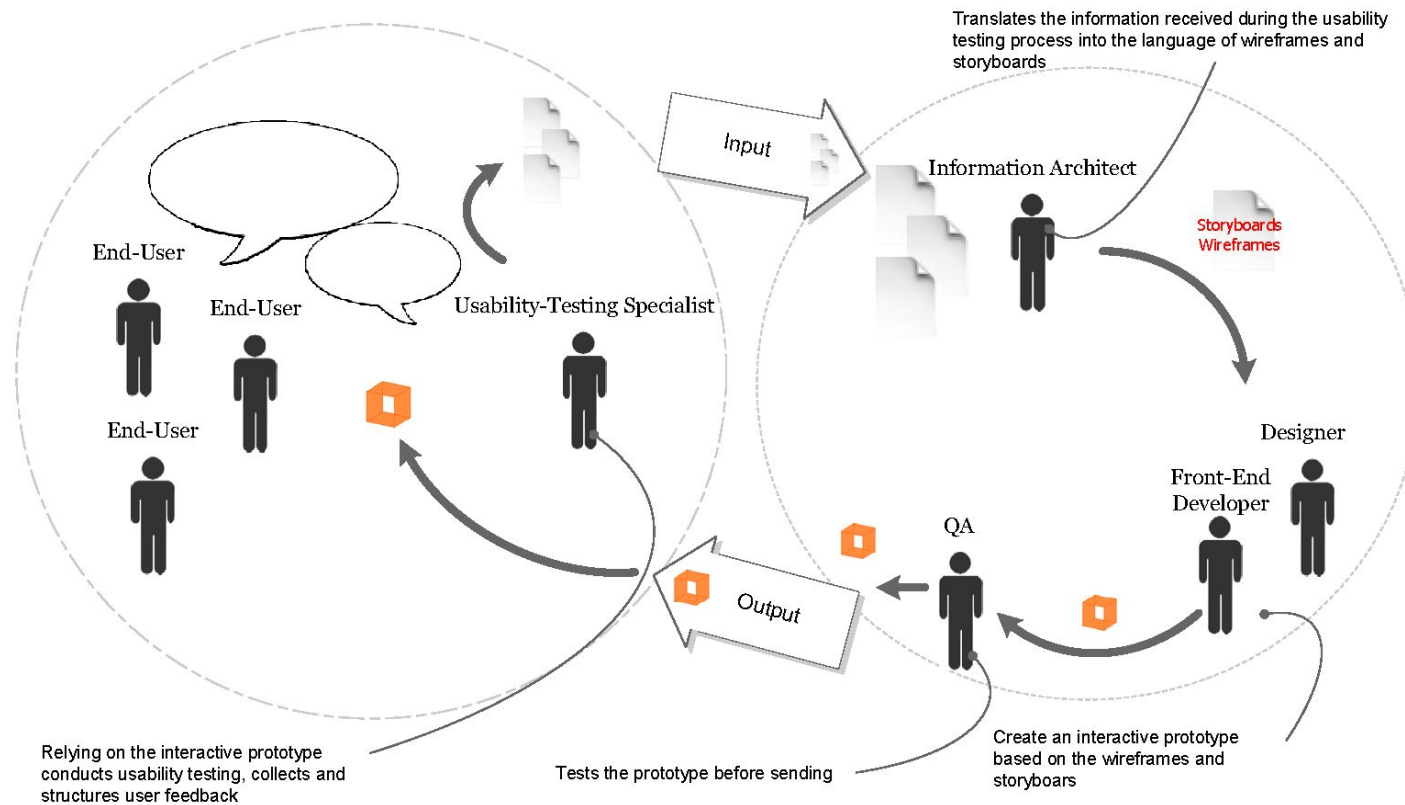 Translates the information received during the usability
testing process into the language of wireframes and
storyboards
Input
Information Architect
Storyboards
Wireframes
End-User
End-User
Usability-Testing Specialist
End-User
Designer
Front-End
Developer
QA
Output
Relying on the interactive prototype
conducts usability testing, collects and
structures user feedback
Tests the prototype before sending
Create an interactive prototype
based on the wireframes and
storyboars